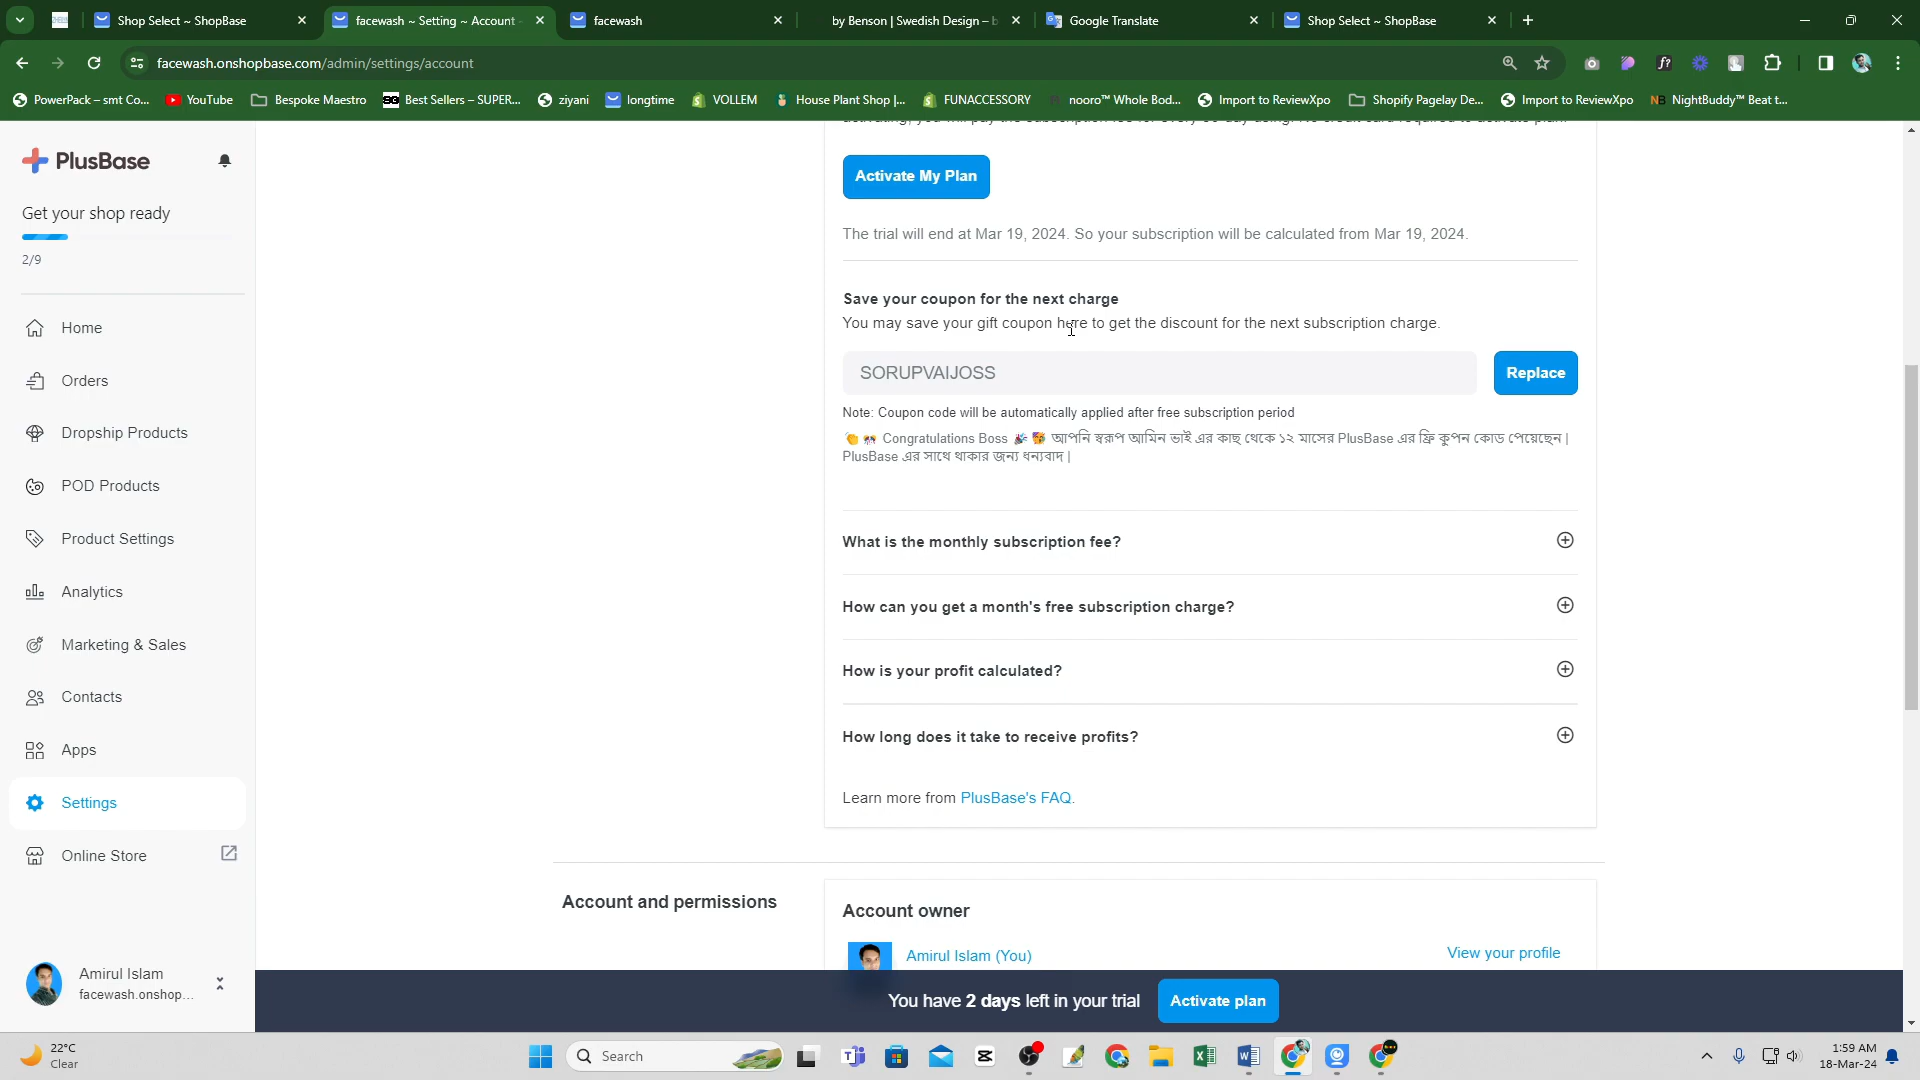 Shop Select ~ ShopBase
facewash ~ Setting ~ Account -
facewash
by Benson | Swedish Design – b
Google Translate
Shop Select ~ ShopBase
facewash.onshopbase.com/admin/settings/account
PowerPack – smt Co...
YouTube
Bespoke Maestro
Best Sellers – SUPER...
ziyani
longtime
VOLLEM
House Plant Shop |...
FUNACCESSORY
nooro™ Whole Bod...
Import to ReviewXpo
Shopify Pagelay De...
Import to ReviewXpo
NightBuddy™ Beat t...
PlusBase
Get your shop ready
2/9
Home
Orders
Dropship Products
POD Products
Product Settings
Analytics
Marketing & Sales
Contacts
Apps
Settings
Online Store
Amirul Islam
facewash.onshop...
Activate My Plan
The trial will end at Mar 19, 2024. So your subscription will be calculated from Mar 19, 2024.
Save your coupon for the next charge
You may save your gift coupon here to get the discount for the next subscription charge.
SORUPVAIJOSS
Replace
Note: Coupon code will be automatically applied after free subscription period
👏 👯 Congratulations Boss 🎉 🎁 আপনি স্বরূপ আমিন ভাই এর কাছ থেকে ১২ মাসের PlusBase এর ফ্রি কুপন কোড পেয়েছেন |
PlusBase এর সাথে থাকার জন্য ধন্যবাদ |
What is the monthly subscription fee?
How can you get a month's free subscription charge?
How is your profit calculated?
How long does it take to receive profits?
Learn more from PlusBase's FAQ.
Account and permissions
Account owner
Amirul Islam (You)
View your profile
You have 2 days left in your trial
Activate plan
22°C
Clear
Search
1:59 AM
18-Mar-24